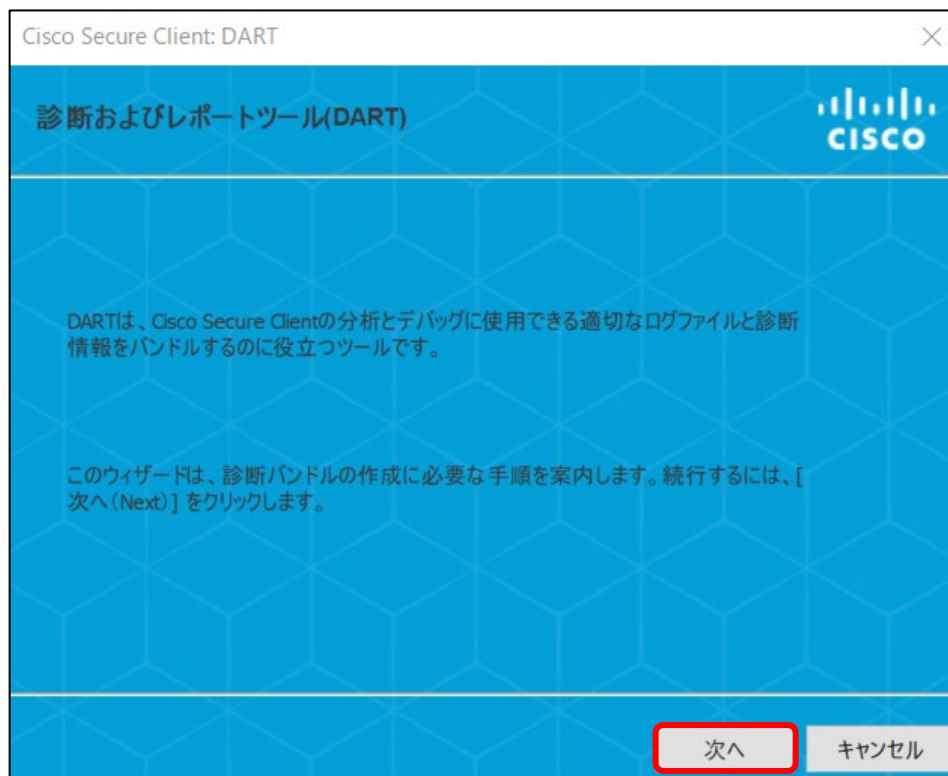 Cisco Secure Client: DART
診断およびレポートツール(DART)
CISCO
DARTは、Cisco Secure Clientの分析とデバッグに使用できる適切なログファイルと診断
情報をバンドルするのに役立つツールです。
このウィザードは、診断バンドルの作成に必要な手順を案内します。続行するには、[
次へ(Next)] をクリックします。
次へ
キャンセル